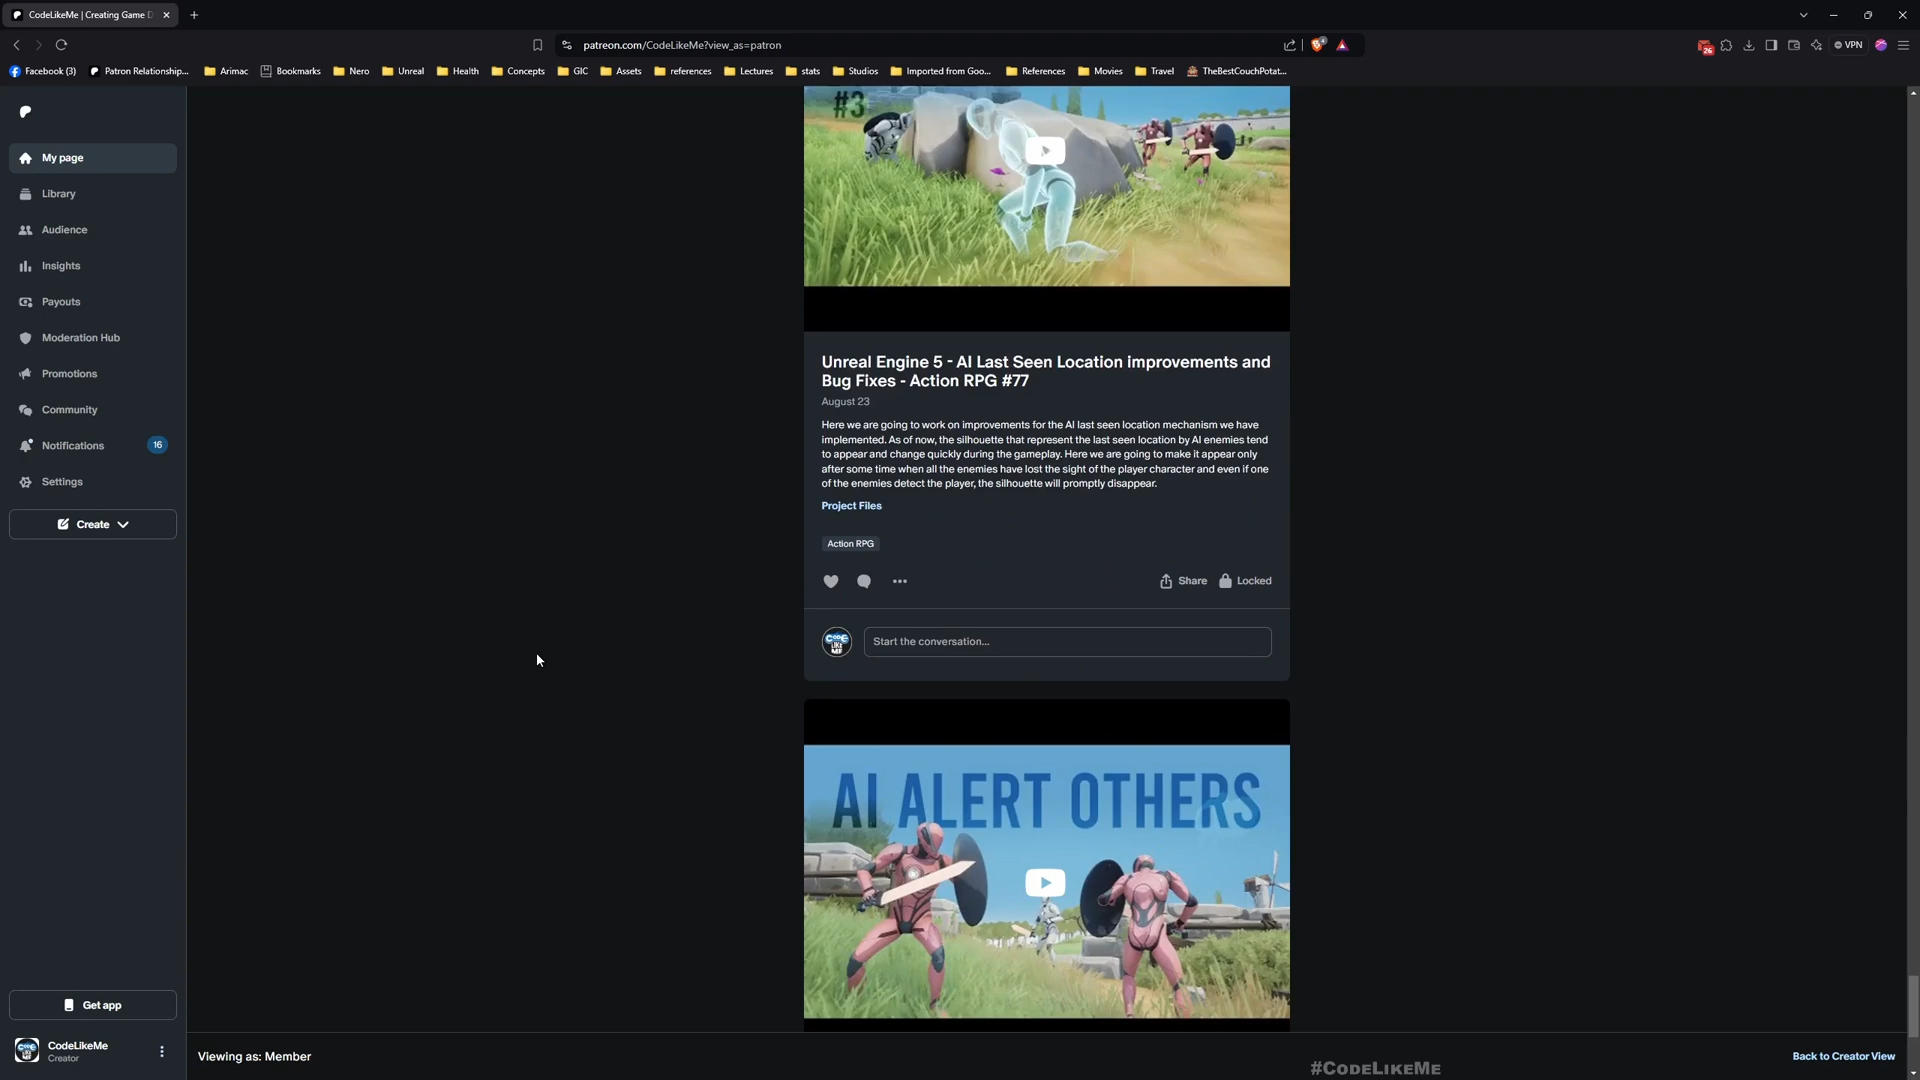 CodeLikeMe | Creating Game D
patreon.com/CodeLikeMe?view_as=patron
26
VPN
Facebook (3)
Patron Relationship...
Arimac
Bookmarks
Nero
Unreal
Health
Concepts
GIC
Assets
references
Lectures
stats
Studios
Imported from Goo...
References
Movies
Travel
TheBestCouchPotat...
My page
Library
Audience
Insights
Payouts
Moderation Hub
Promotions
Community
Notifications
16
Settings
Create
Get app
CodeLikeMe
Creator
#3
Unreal Engine 5 - AI Last Seen Location improvements and
Bug Fixes - Action RPG #77
August 23
Here we are going to work on improvements for the AI last seen location mechanism we have
implemented. As of now, the silhouette that represent the last seen location by AI enemies tend
to appear and change quickly during the gameplay. Here we are going to make it appear only
after some time when all the enemies have lost the sight of the player character and even if one
of the enemies detect the player, the silhouette will promptly disappear.
Project Files
Action RPG
Share
Locked
CODE
LIKE
ME
Start the conversation...
AI ALERT OTHERS
Viewing as: Member
Back to Creator View
#CodeLikeMe